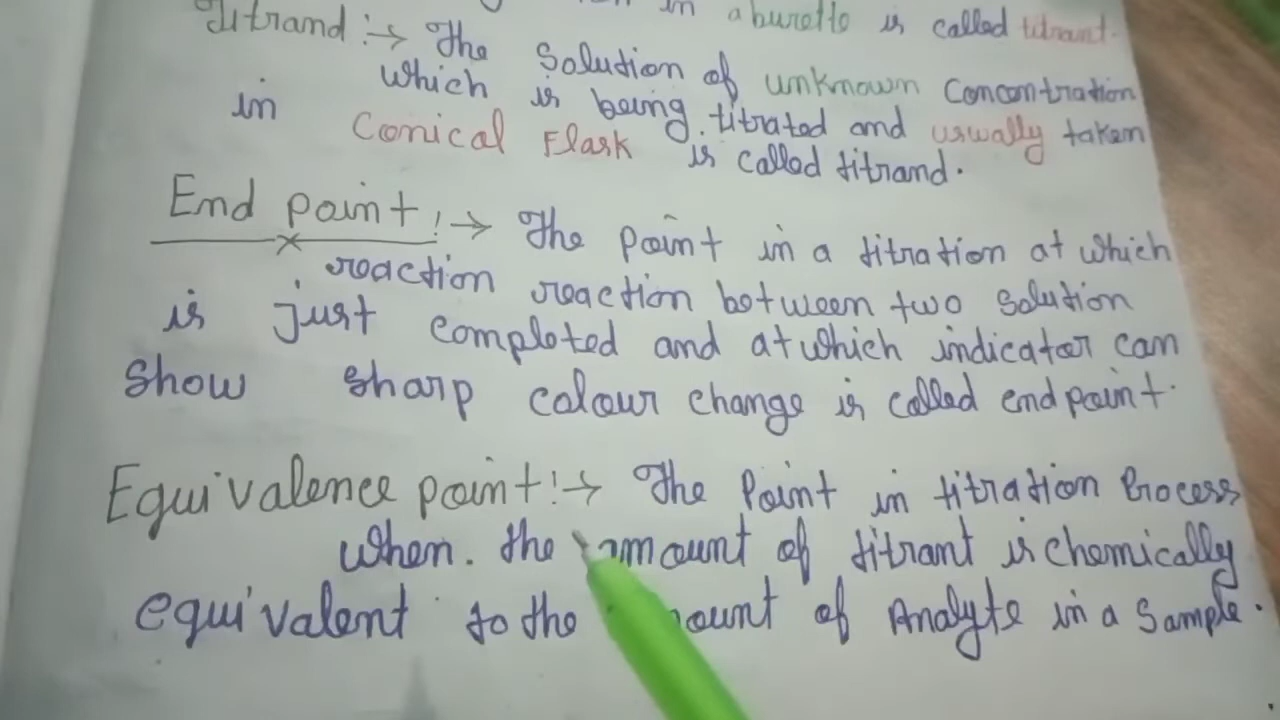 in a burette is called titrant.
Titrand :→ The Solution of unknown Concentration
which is being titrated and usually taken
in Conical Flask is called titrand.
End point :→ The point in a titration at which
reaction reaction between two solution
is just completed and at which indicator can
show sharp colour change is called end point.
Equivalence point :→ The Point in titration Process
when. the amount of titrant is chemically
equivalent to the amount of Analyte in a Sample.